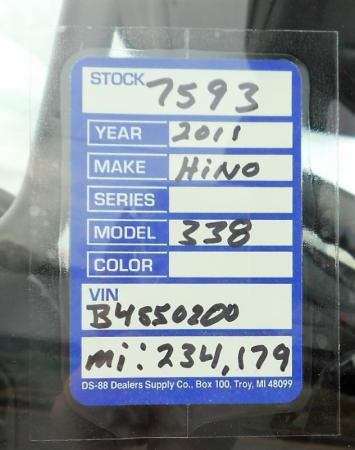 STOCK 7593
YEAR 2011
MAKE HiNO
SERIES
MODEL 338
COLOR
VIN
B4S50200
mi: 234,179
DS-88 Dealers Supply Co., Box 100, Troy, MI 48099